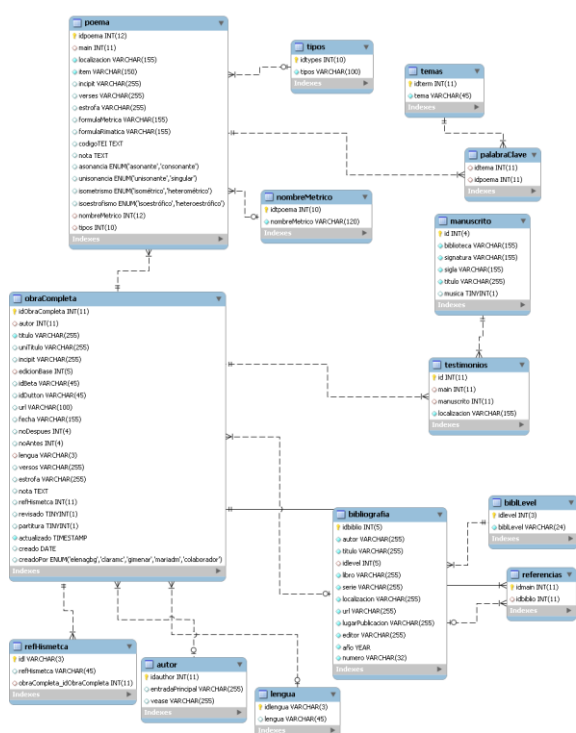 poema
idpoema INT(12)
main INT(11)
localizacion VARCHAR(155)
item VARCHAR(150)
incipit VARCHAR(255)
verses VARCHAR(255)
estrofa VARCHAR(255)
formulaMetrica VARCHAR(155)
formulaRimatica VARCHAR(155)
codigoTEI TEXT
nota TEXT
asonancia ENUM('asonante','consonante')
unisonancia ENUM('unisonante','singular')
isometrismo ENUM('isométrico','heterométrico')
isoestrofismo ENUM('isoestrófico','heteroestrófico')
nombreMetrico INT(12)
tipos INT(10)
Indexes
tipos
idtypes INT(10)
tipos VARCHAR(100)
Indexes
temas
idterm INT(11)
tema VARCHAR(45)
Indexes
palabraClave
idtema INT(11)
idpoema INT(11)
Indexes
nombreMetrico
idtpoema INT(10)
nombreMetrico VARCHAR(120)
Indexes
manuscrito
id INT(4)
biblioteca VARCHAR(155)
signatura VARCHAR(155)
sigla VARCHAR(155)
titulo VARCHAR(255)
musica TINYINT(1)
Indexes
obraCompleta
idObraCompleta INT(11)
autor INT(11)
titulo VARCHAR(255)
uniTitulo VARCHAR(255)
incipit VARCHAR(255)
edicionBase INT(5)
idBeta VARCHAR(45)
idDutton VARCHAR(45)
url VARCHAR(100)
fecha VARCHAR(155)
noDespues INT(4)
noAntes INT(4)
lengua VARCHAR(3)
versos VARCHAR(255)
estrofa VARCHAR(255)
nota TEXT
refHismetca INT(11)
revisado TINYINT(1)
partitura TINYINT(1)
actualizado TIMESTAMP
creado DATE
creadoPor ENUM('elenagbg','claramc','gimenar','mariadm','colaborador')
Indexes
testimonios
id INT(11)
main INT(11)
manuscrito INT(11)
localizacion VARCHAR(155)
Indexes
bibliografia
idbiblio INT(5)
autor VARCHAR(255)
titulo VARCHAR(255)
idlevel INT(5)
libro VARCHAR(255)
serie VARCHAR(255)
localizacion VARCHAR(255)
url VARCHAR(255)
lugarPublicacion VARCHAR(255)
editor VARCHAR(255)
año YEAR
numero VARCHAR(32)
Indexes
biblLevel
idlevel INT(3)
biblLevel VARCHAR(24)
Indexes
referencias
idmain INT(11)
idbiblio INT(11)
Indexes
refHismetca
idl VARCHAR(3)
refHismetca VARCHAR(45)
obraCompleta_idObraCompleta INT(11)
Indexes
autor
idauthor INT(11)
entradaPrincipal VARCHAR(255)
vease VARCHAR(255)
Indexes
lengua
idlengua VARCHAR(3)
lengua VARCHAR(45)
Indexes